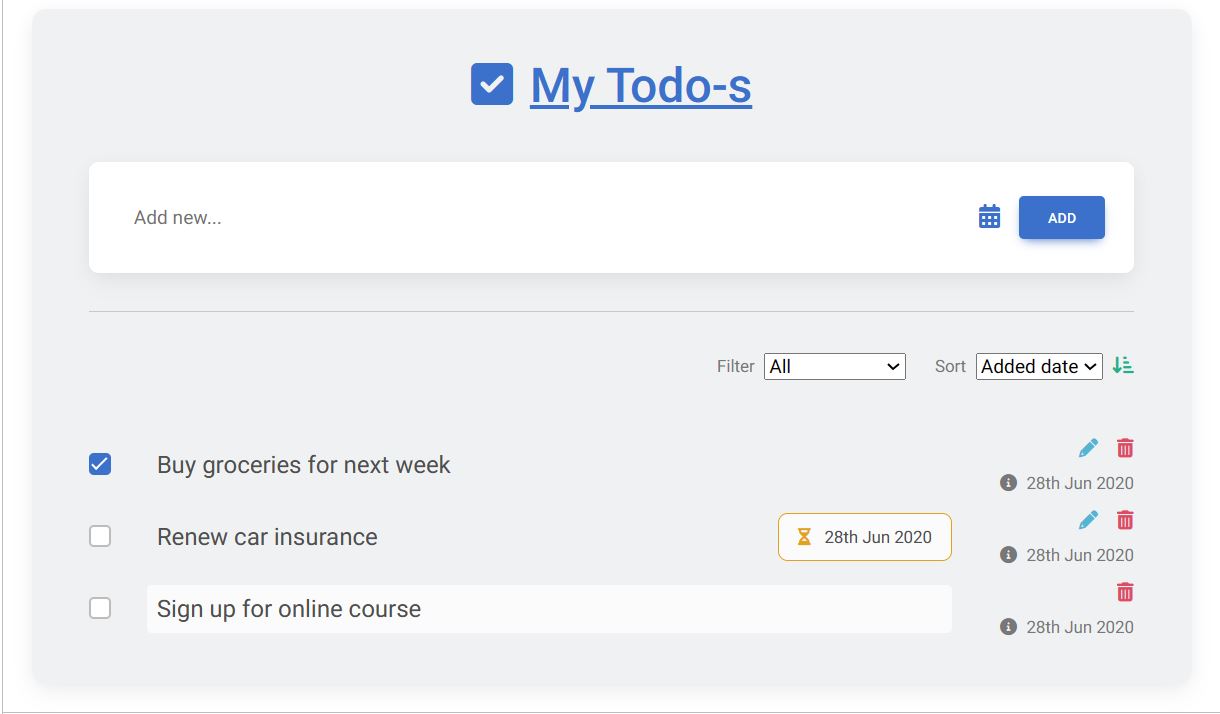 My Todo-s
Add new...
ADD
Filter All Sort Added date
Buy groceries for next week
28th Jun 2020
Renew car insurance 28th Jun 2020
28th Jun 2020
Sign up for online course
28th Jun 2020